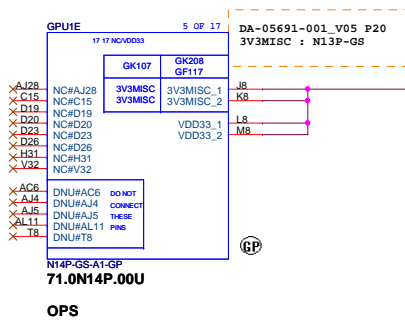 GPU1E 5 OF 17
17 17 NC/VDD33
GK107 GK208
GF117
DA-05691-001_V05 P20
3V3MISC : N13P-GS
AJ28 NC#AJ28 3V3MISC 3V3MISC_1 J8
C15 NC#C15 3V3MISC 3V3MISC_2 K8
D19 NC#D19
D20 NC#D20 VDD33_1 L8
D23 NC#D23 VDD33_2 M8
D26 NC#D26
H31 NC#H31
V32 NC#V32
AC6 DNU#AC6 DO NOT
AJ4 DNU#AJ4 CONNECT
AJ5 DNU#AJ5 THESE
AL11 DNU#AL11 PINS
T8 DNU#T8
GP
N14P-GS-A1-GP
71.0N14P.00U
OPS